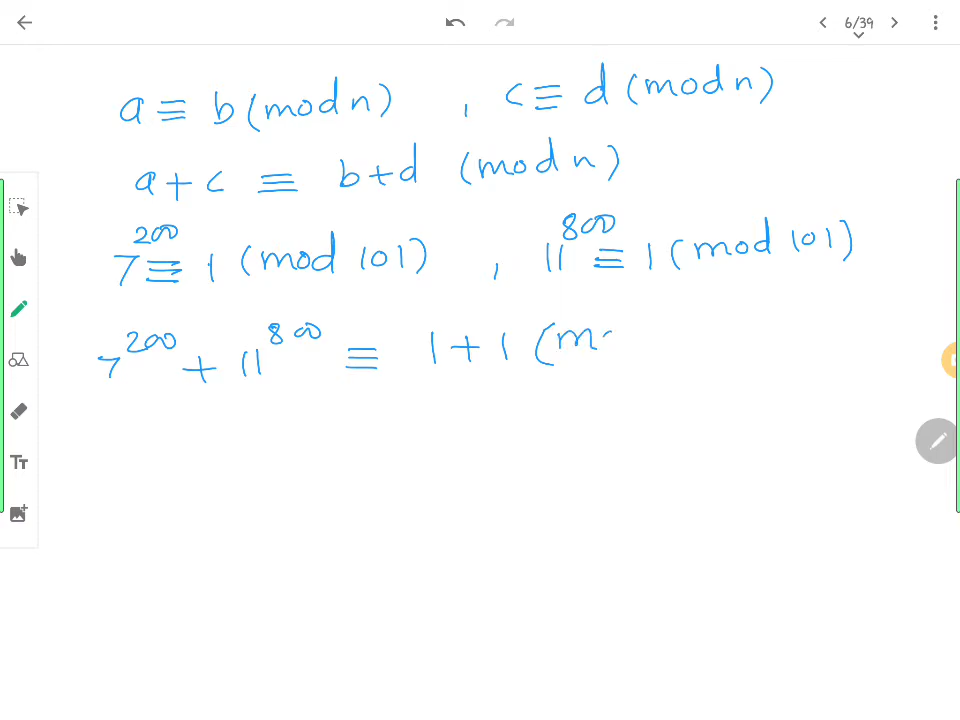 6/39
a ≡ b (mod n) , c ≡ d (mod n)
a + c ≡ b + d (mod n)
7^200 ≡ 1 (mod 101) , 11^800 ≡ 1 (mod 101)
7^200 + 11^800 ≡ 1 + 1 (m
TT